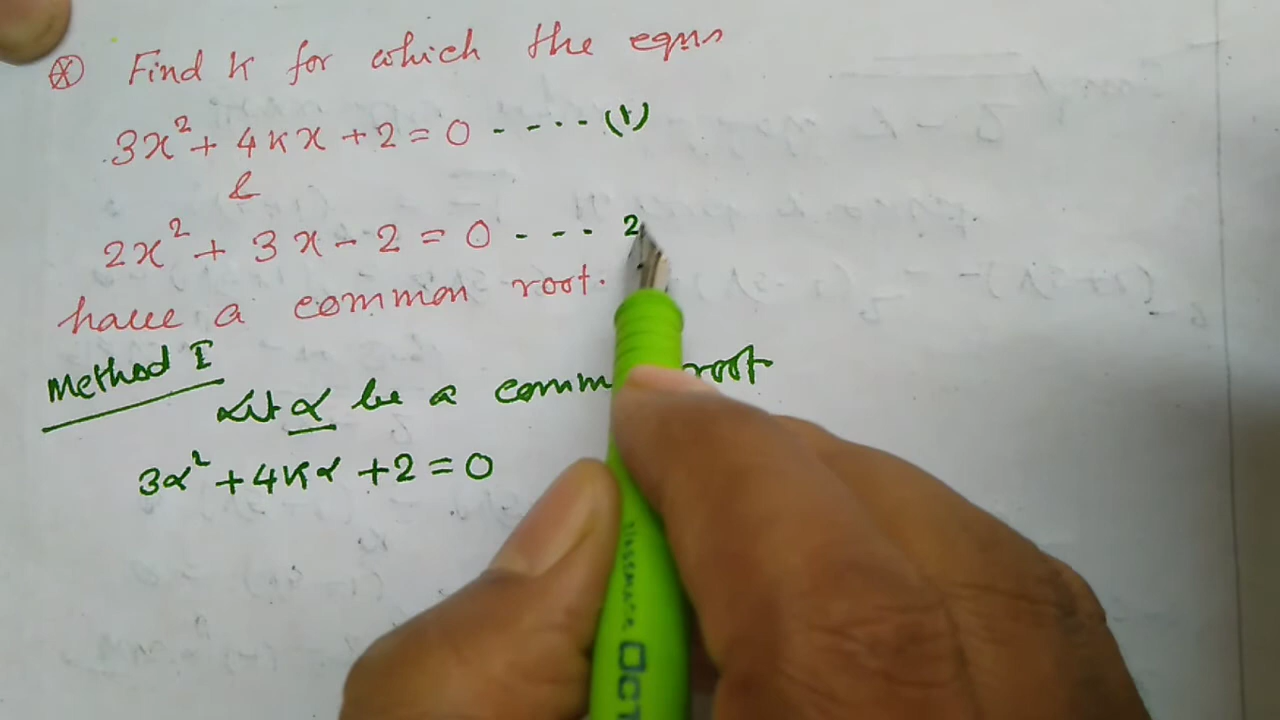 Find K for which the eqns
3x² + 4Kx + 2 = 0 - - - - - (1)
&
2x² + 3x - 2 = 0 - - - - 2
have a common root.
Method I
Let α be a comm root
3α² + 4Kα + 2 = 0
OCT